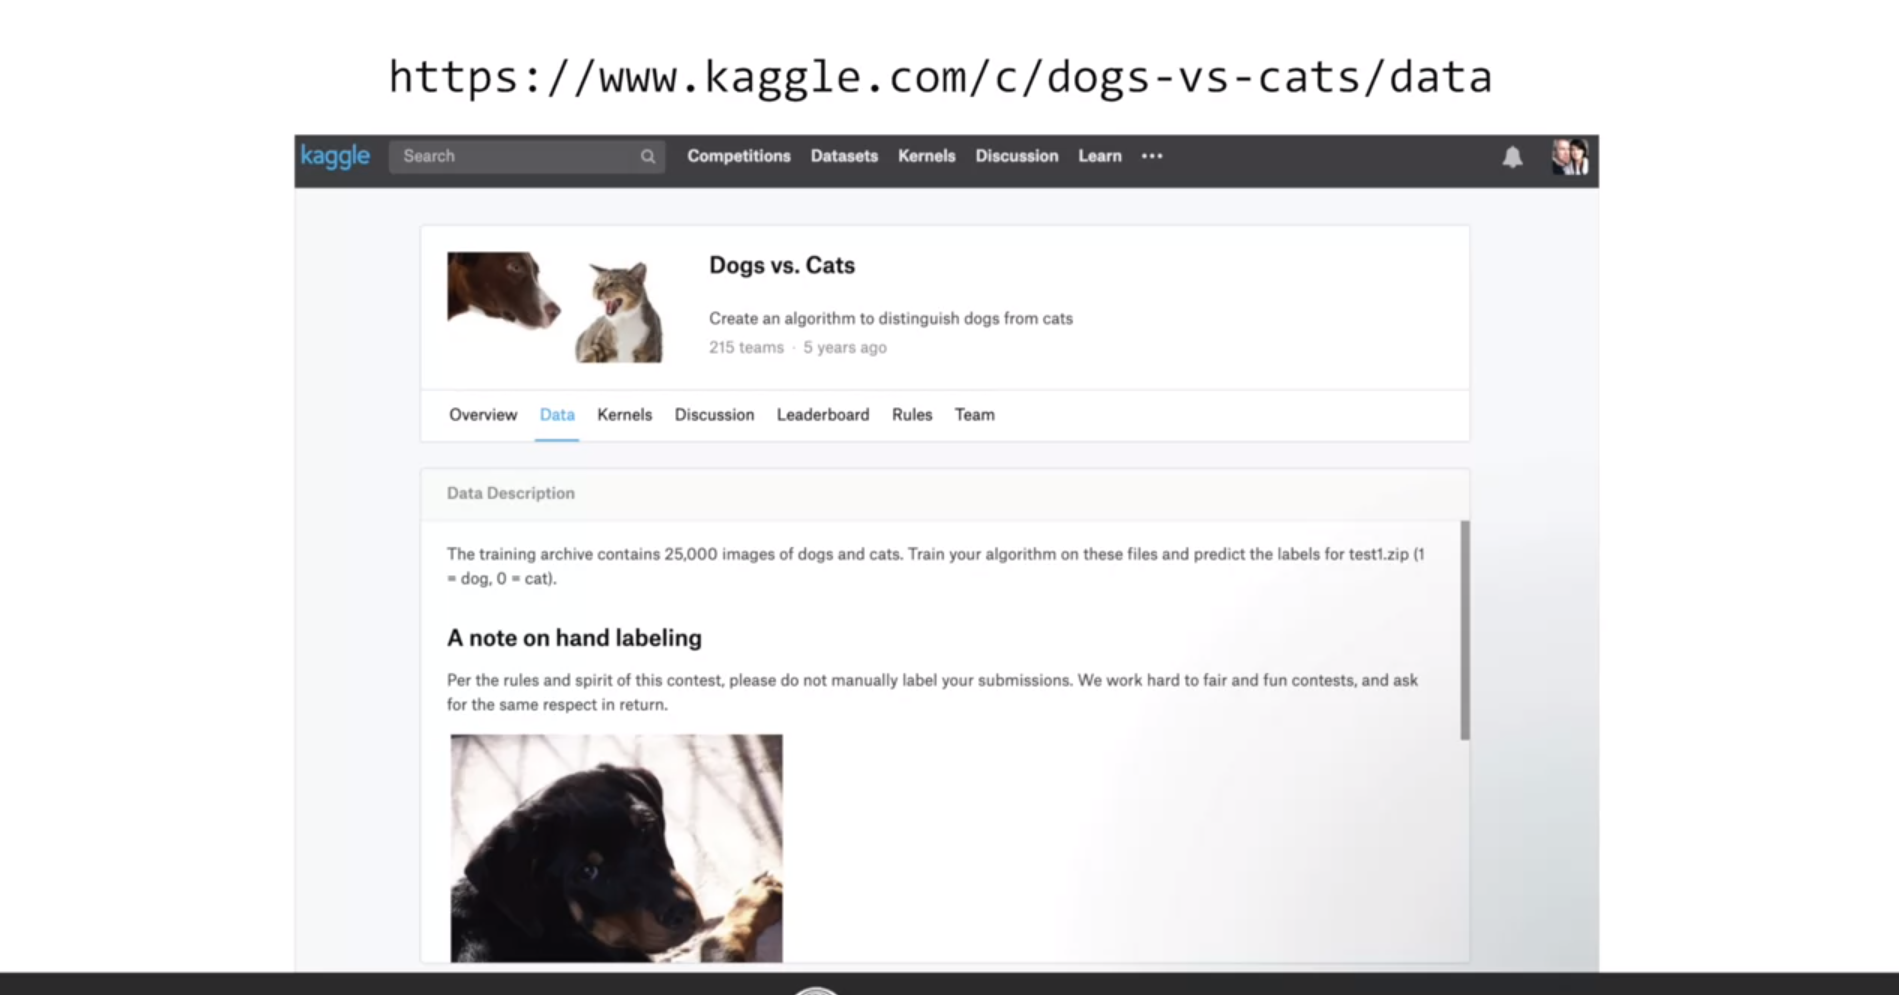 https://www.kaggle.com/c/dogs-vs-cats/data
kaggle Search Competitions Datasets Kernels Discussion Learn •••
Dogs vs. Cats
Create an algorithm to distinguish dogs from cats
215 teams · 5 years ago
Overview Data Kernels Discussion Leaderboard Rules Team
Data Description
The training archive contains 25,000 images of dogs and cats. Train your algorithm on these files and predict the labels for test1.zip (1
= dog, 0 = cat).
A note on hand labeling
Per the rules and spirit of this contest, please do not manually label your submissions. We work hard to fair and fun contests, and ask
for the same respect in return.